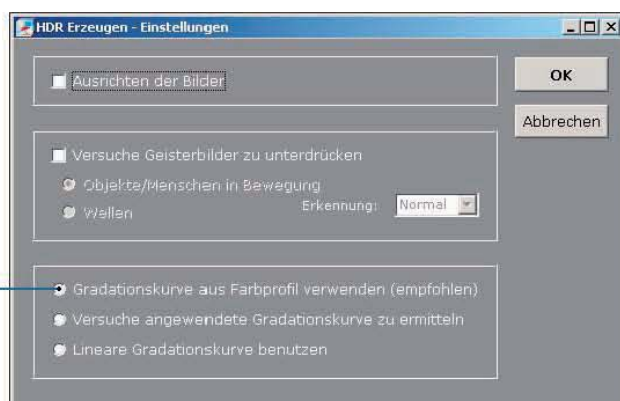 HDR Erzeugen - Einstellungen
Ausrichten der Bilder
OK
Abbrechen
Versuche Geisterbilder zu unterdrücken
Objekte/Menschen in Bewegung
Wellen
Erkennung: Normal
Gradationskurve aus Farbprofil verwenden (empfohlen)
Versuche angewendete Gradationskurve zu ermitteln
Lineare Gradationskurve benutzen